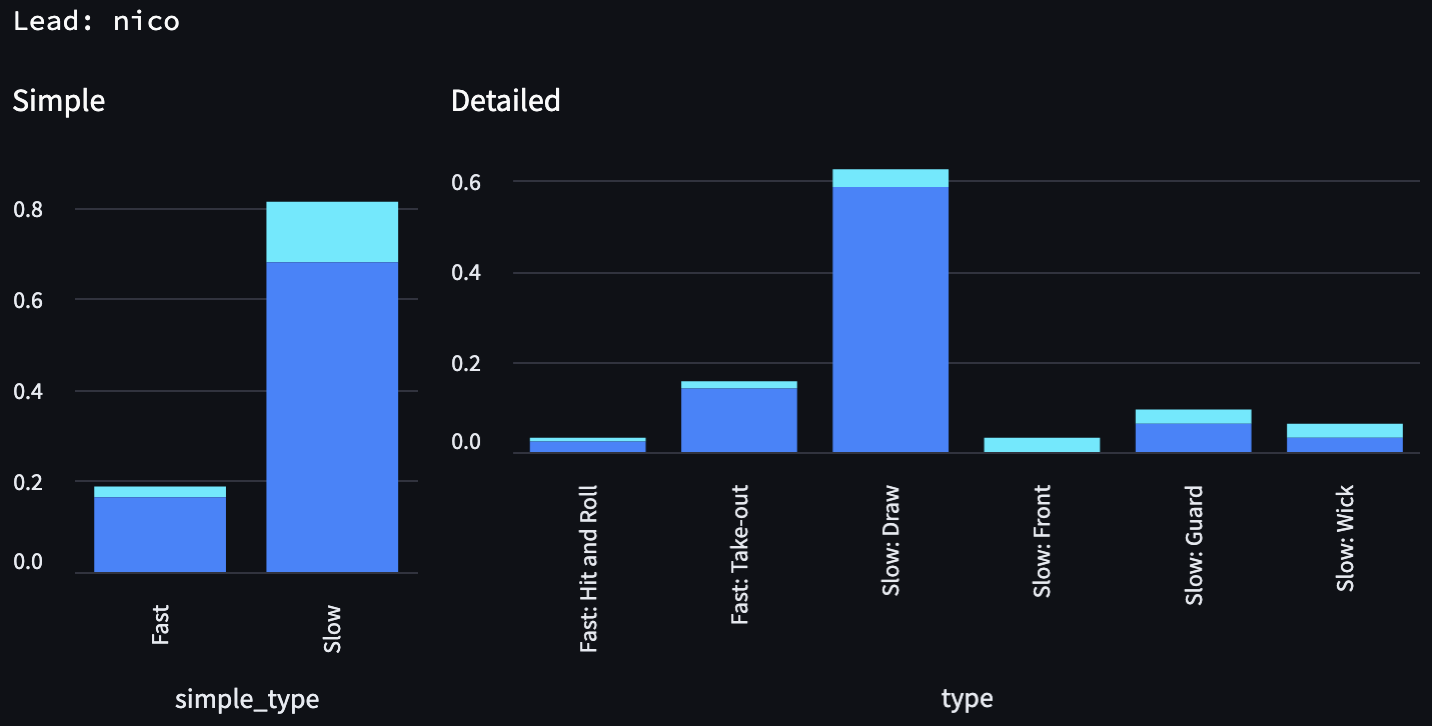 Lead: nico
Simple
0.8
0.6
0.4
0.2
0.0
Fast
Slow
simple_type
Detailed
0.6
0.4
0.2
0.0
Fast: Hit and Roll
Fast: Take-out
Slow: Draw
Slow: Front
Slow: Guard
Slow: Wick
type